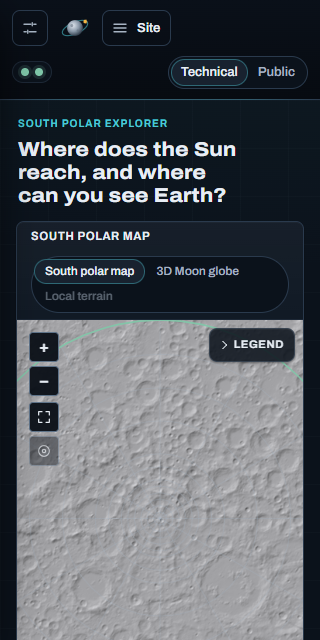 Site
Technical
Public
SOUTH POLAR EXPLORER
Where does the Sun
reach, and where
can you see Earth?
SOUTH POLAR MAP
South polar map
3D Moon globe
Local terrain
+
LEGEND
−